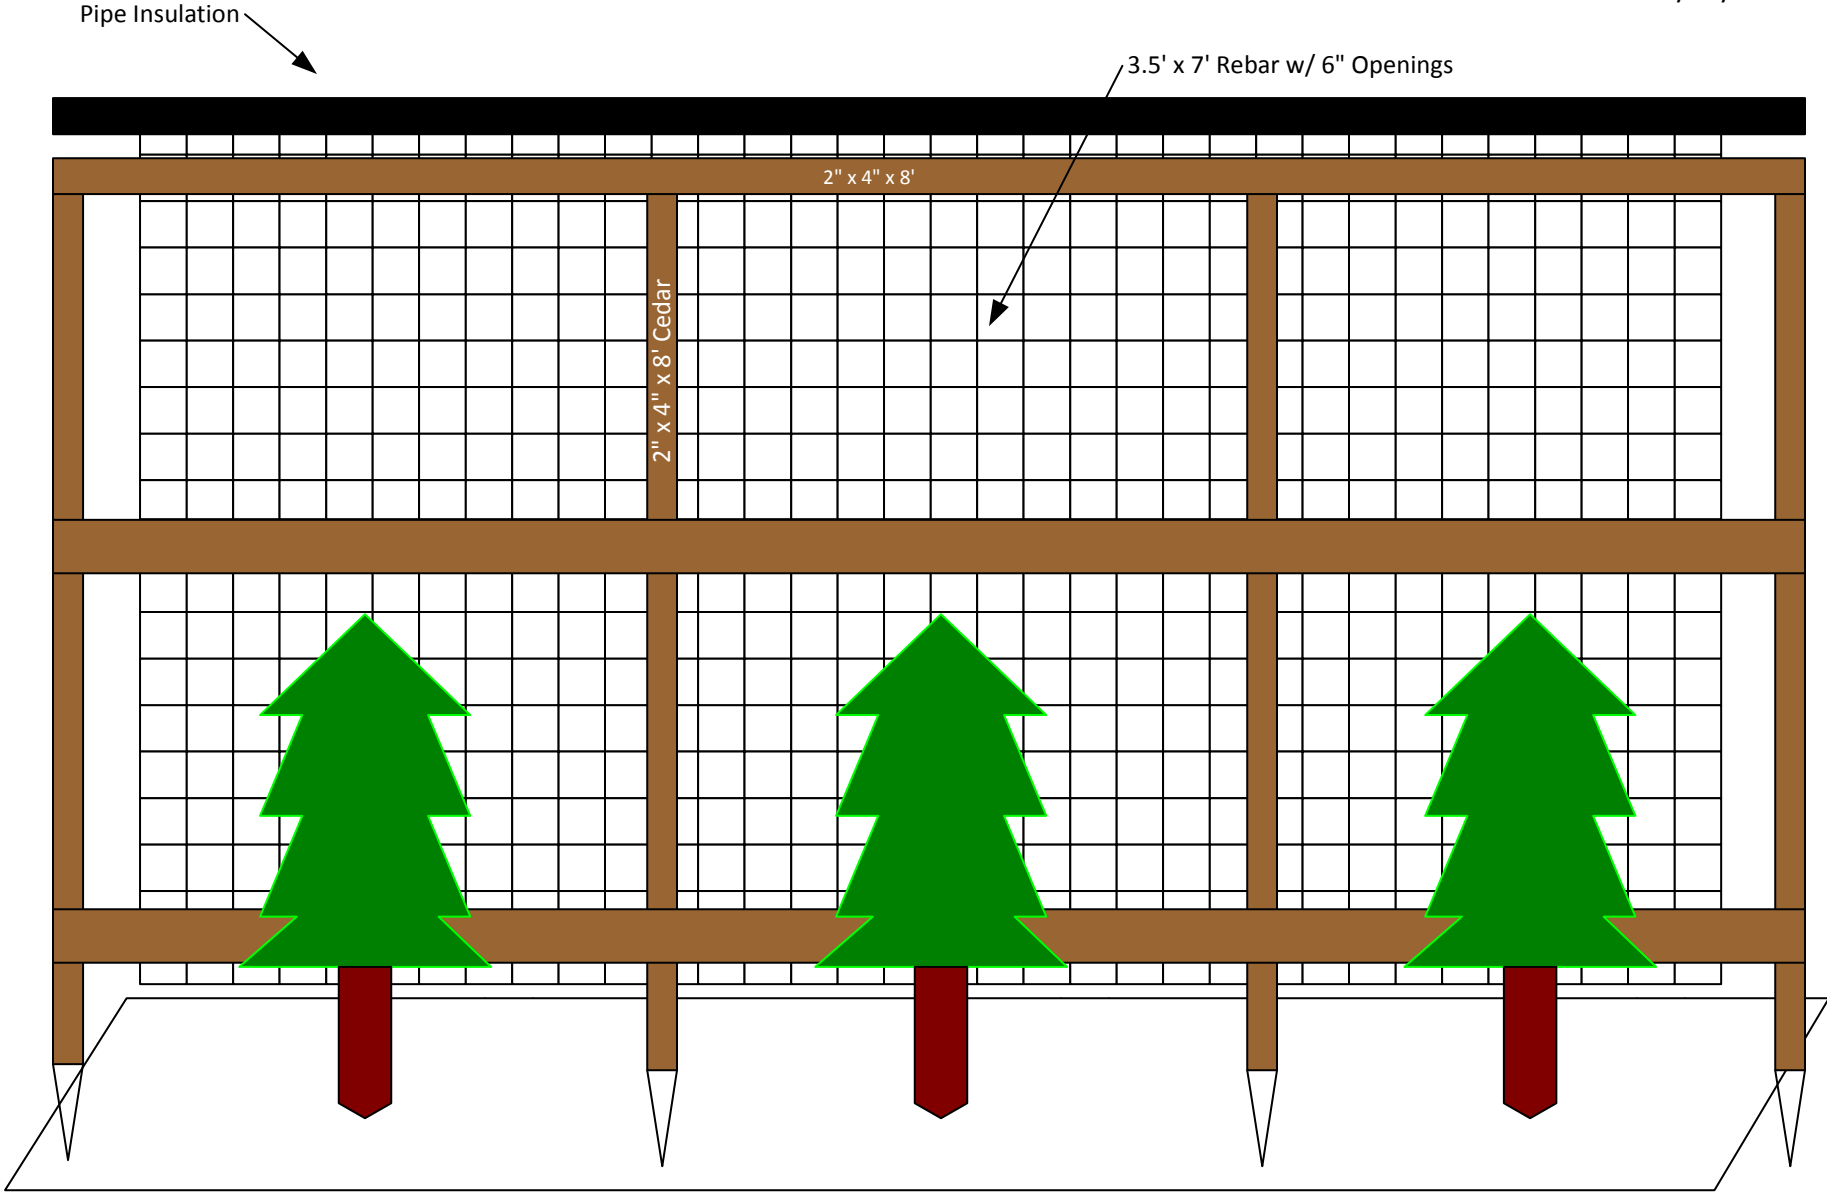 Pipe Insulation
3.5' x 7' Rebar w/ 6" Openings
2" x 4" x 8'
2" x 4" x 8' Cedar